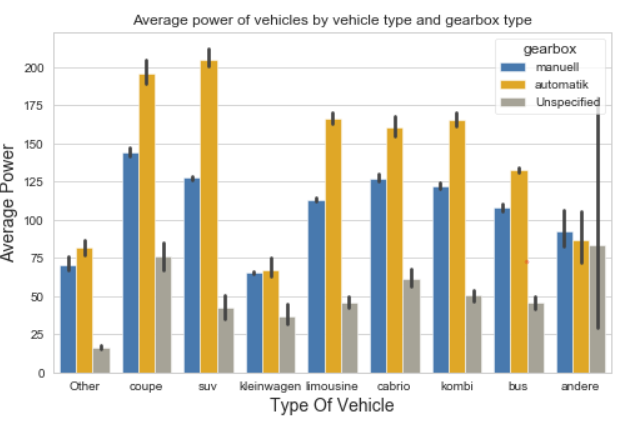 Average power of vehicles by vehicle type and gearbox type
gearbox
manuell
automatik
Unspecified
Average Power
200
175
150
125
100
75
50
25
0
Other coupe suv kleinwagen limousine cabrio kombi bus andere
Type Of Vehicle